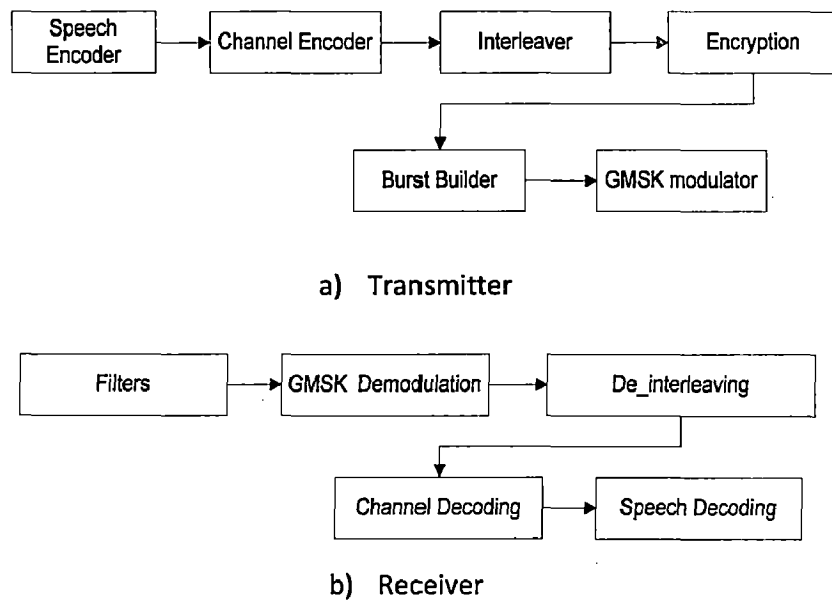 Speech
Encoder
Channel Encoder
Interleaver
Encryption
Burst Builder
GMSK modulator
a) Transmitter
Filters
GMSK Demodulation
De_interleaving
Channel Decoding
Speech Decoding
b) Receiver